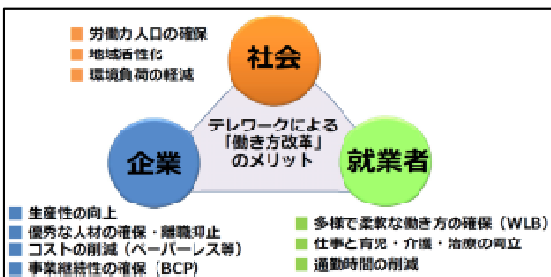 労働力人口の確保
地域活性化
環境負荷の軽減
社会
テレワークによる
「働き方改革」
のメリット
企業
就業者
生産性の向上
優秀な人材の確保・離職抑止
コストの削減（ペーパーレス等）
事業継続性の確保（BCP）
多様で柔軟な働き方の確保（WLB）
仕事と育児・介護・治療の両立
通勤時間の削減